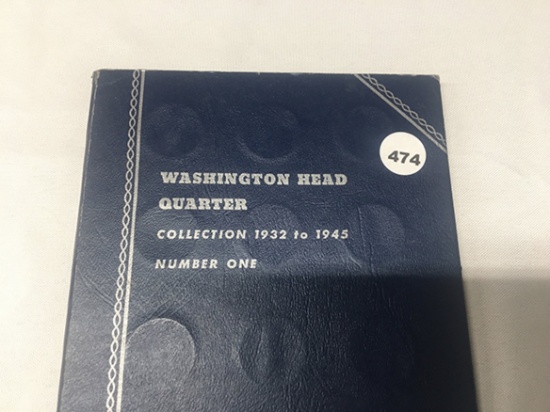 474
WASHINGTON HEAD
QUARTER
COLLECTION 1932 to 1945
NUMBER ONE